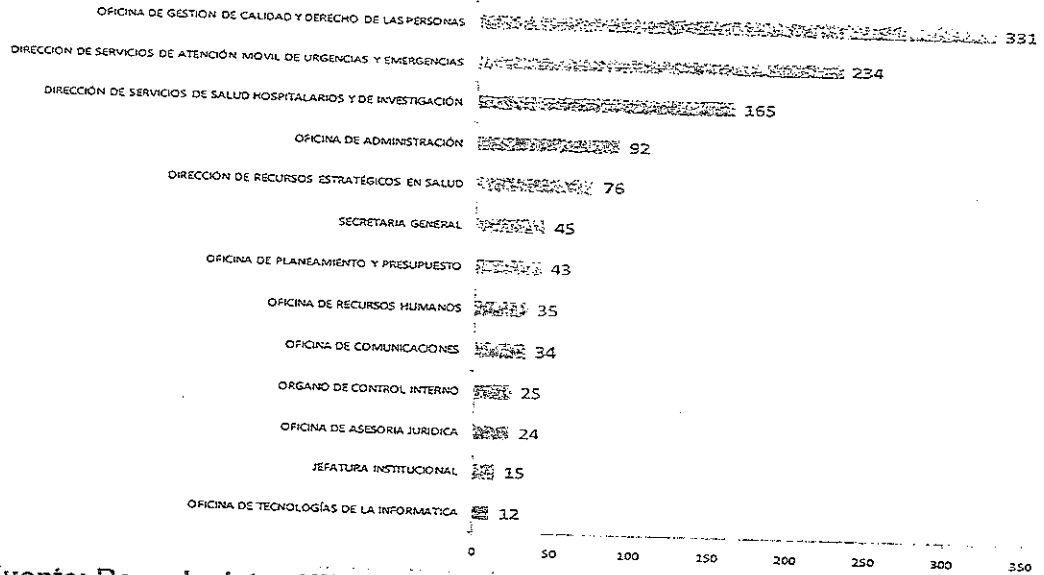 OFICINA DE GESTION DE CALIDAD Y DERECHO DE LAS PERSONAS 331
DIRECCIÓN DE SERVICIOS DE ATENCIÓN MOVIL DE URGENCIAS Y EMERGENCIAS 234
DIRECCIÓN DE SERVICIOS DE SALUD HOSPITALARIOS Y DE INVESTIGACIÓN 165
OFICINA DE ADMINISTRACIÓN 92
DIRECCIÓN DE RECURSOS ESTRATÉGICOS EN SALUD 76
SECRETARIA GENERAL 45
OFICINA DE PLANEAMIENTO Y PRESUPUESTO 43
OFICINA DE RECURSOS HUMANOS 35
OFICINA DE COMUNICACIONES 34
ORGANO DE CONTROL INTERNO 25
OFICINA DE ASESORIA JURIDICA 24
JEFATURA INSTITUCIONAL 15
OFICINA DE TECNOLOGÍAS DE LA INFORMATICA 12
0 50 100 150 200 250 300 350